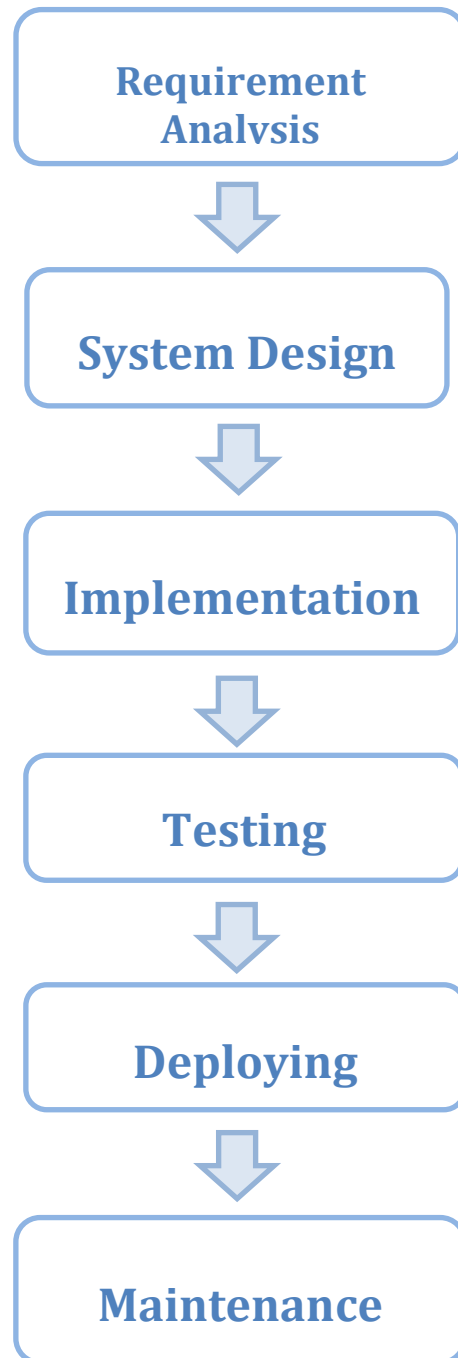 Requirement
Analysis
System Design
Implementation
Testing
Deploying
Maintenance